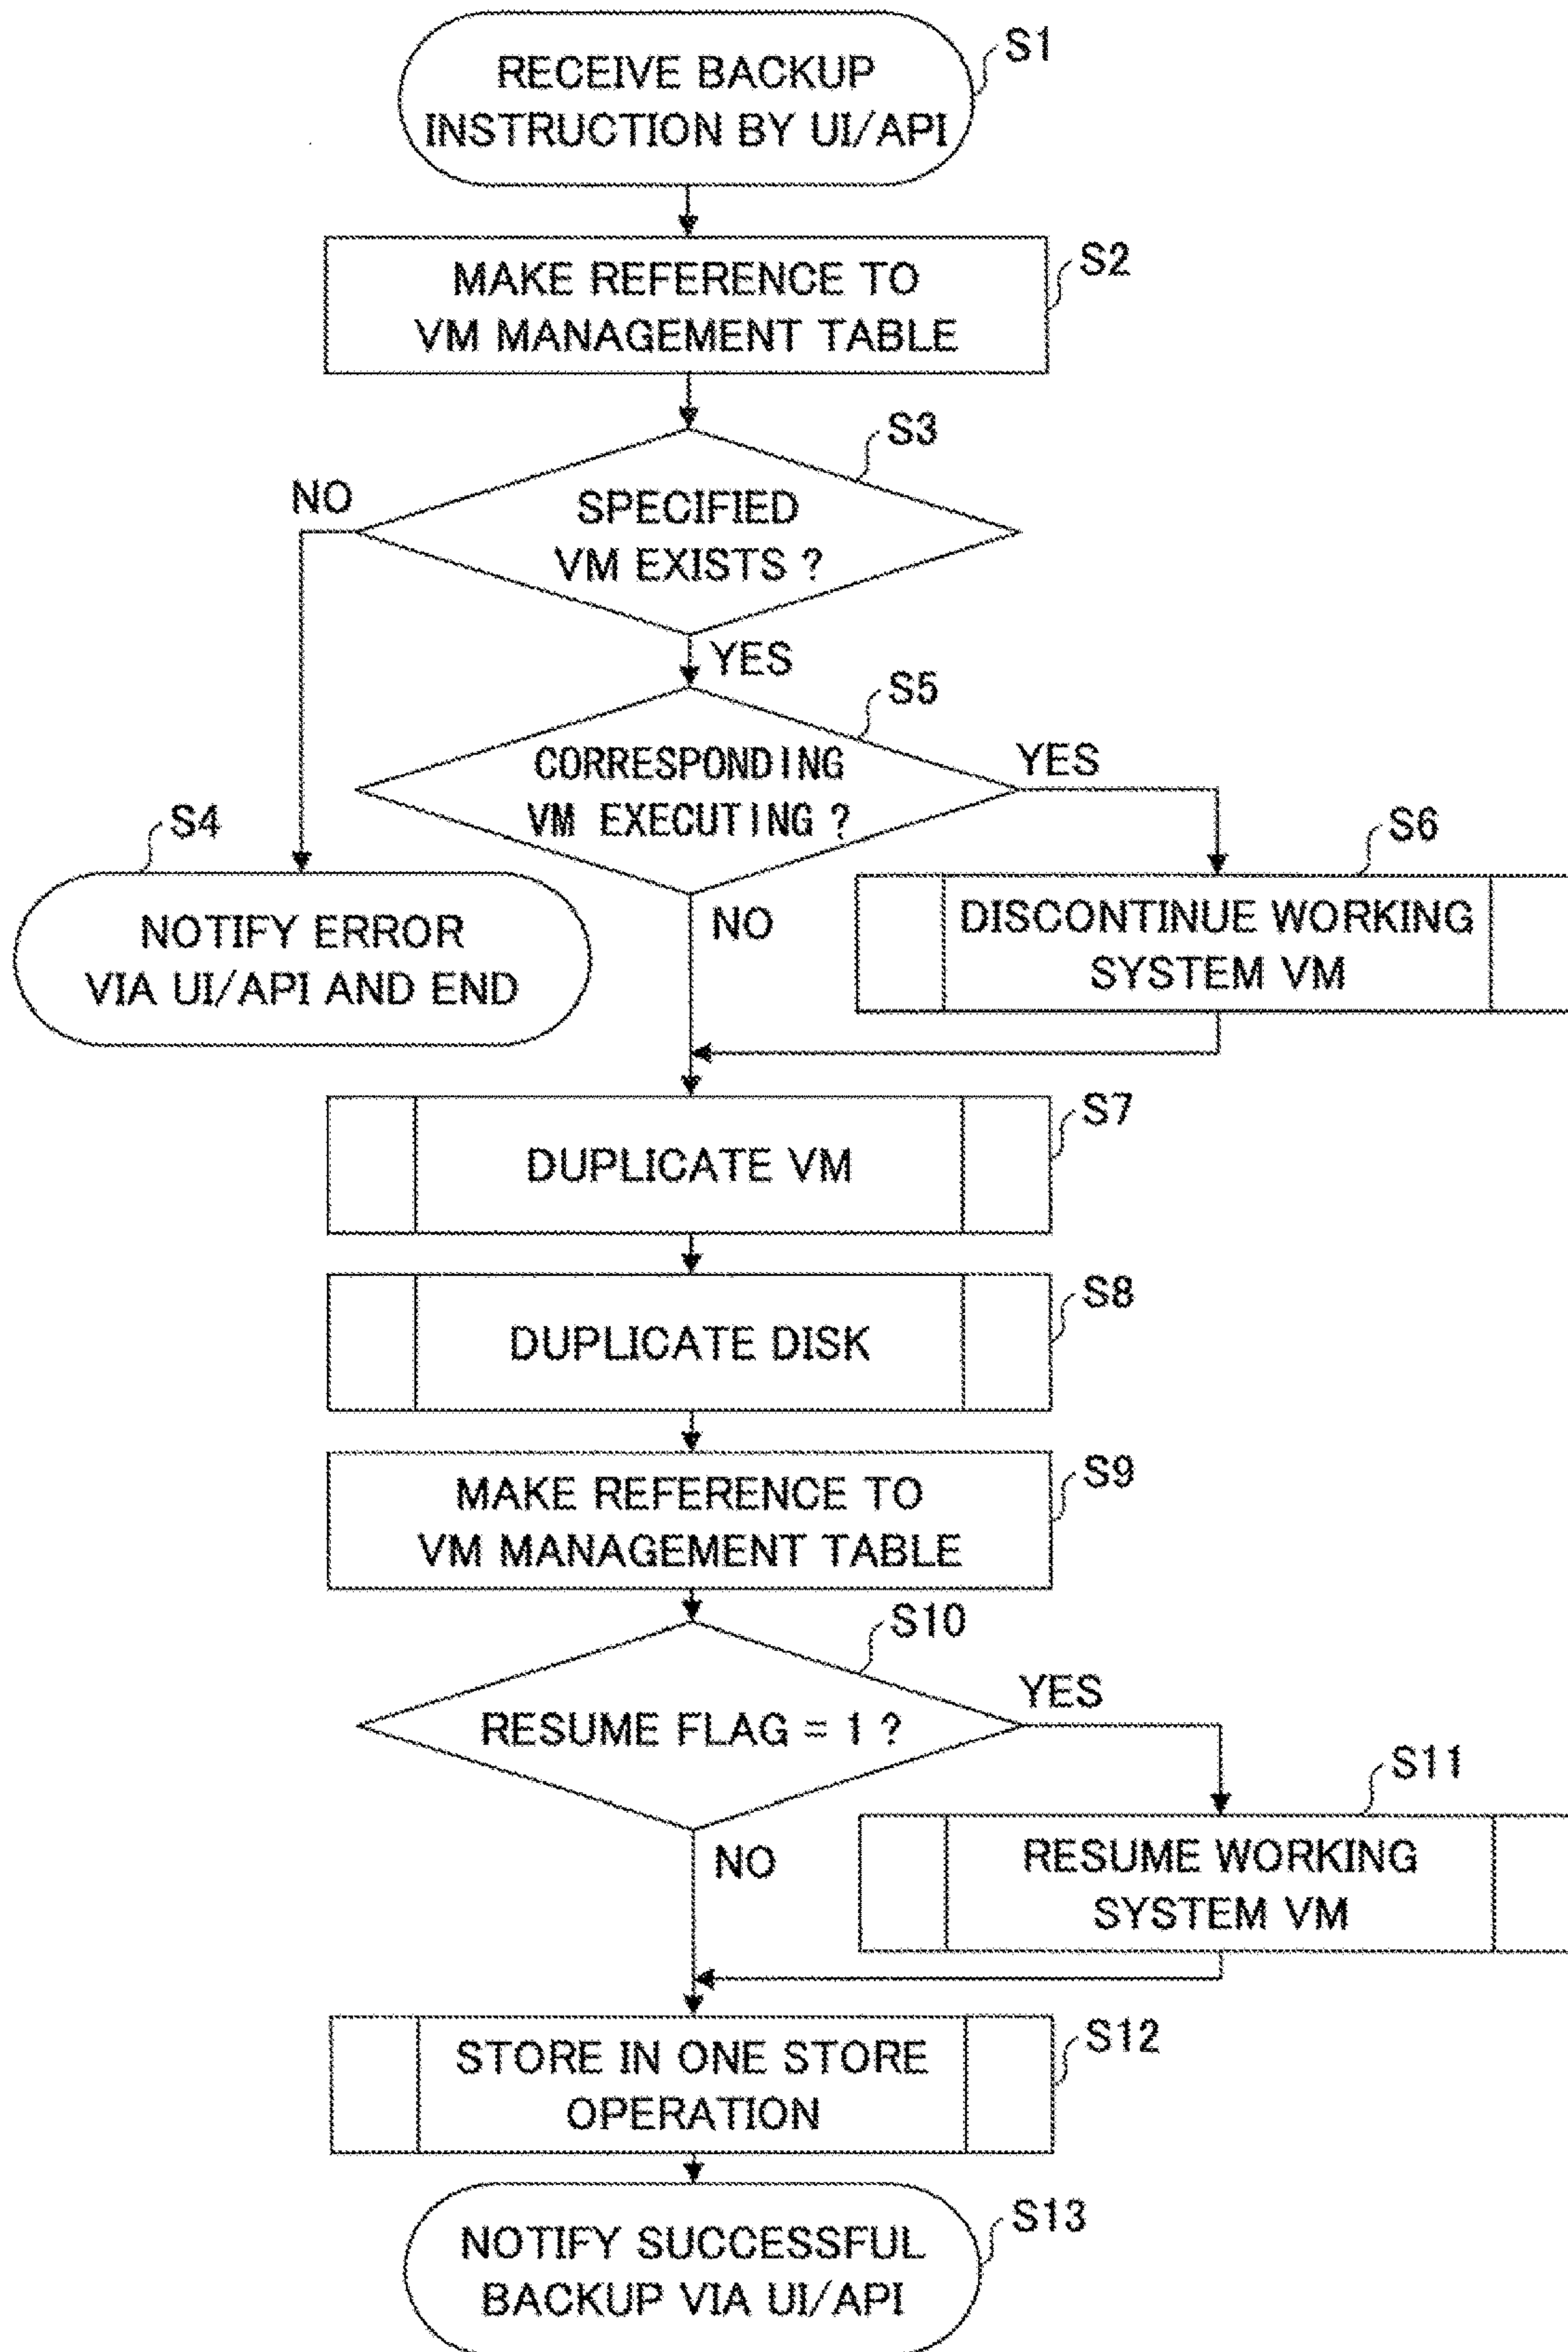 RECEIVE BACKUP
INSTRUCTION BY UI/API
S1
MAKE REFERENCE TO
VM MANAGEMENT TABLE
S2
SPECIFIED
VM EXISTS ?
S3
NO
YES
CORRESPONDING
VM EXECUTING ?
S5
YES
NO
NOTIFY ERROR
VIA UI/API AND END
S4
DISCONTINUE WORKING
SYSTEM VM
S6
DUPLICATE VM
S7
DUPLICATE DISK
S8
MAKE REFERENCE TO
VM MANAGEMENT TABLE
S9
RESUME FLAG = 1 ?
S10
YES
NO
RESUME WORKING
SYSTEM VM
S11
STORE IN ONE STORE
OPERATION
S12
NOTIFY SUCCESSFUL
BACKUP VIA UI/API
S13